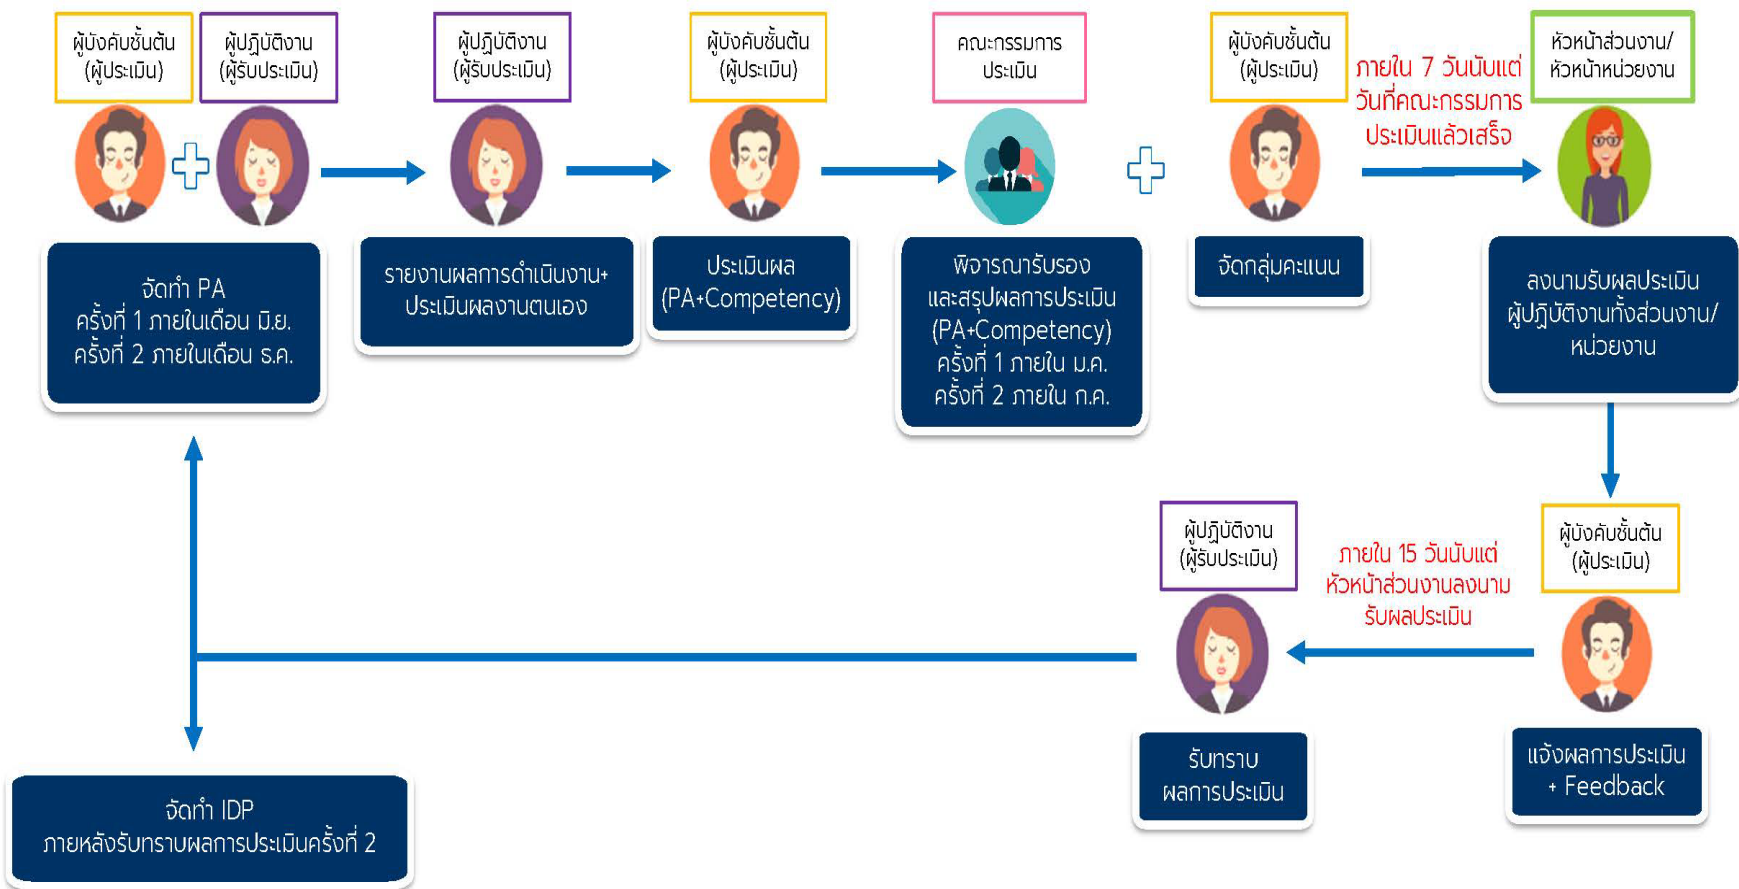 ผู้บังคับชั้นต้น
(ผู้ประเมิน)
ผู้ปฏิบัติงาน
(ผู้รับประเมิน)
ผู้ปฏิบัติงาน
(ผู้รับประเมิน)
ผู้บังคับชั้นต้น
(ผู้ประเมิน)
คณะกรรมการ
ประเมิน
ผู้บังคับชั้นต้น
(ผู้ประเมิน)
ภายใน 7 วันนับแต่
วันที่คณะกรรมการ
ประเมินแล้วเสร็จ
หัวหน้าส่วนงาน/
หัวหน้าหน่วยงาน
จัดทำ PA
ครั้งที่ 1 ภายในเดือน มิ.ย.
ครั้งที่ 2 ภายในเดือน ธ.ค.
รายงานผลการดำเนินงาน+
ประเมินผลงานตนเอง
ประเมินผล
(PA+Competency)
พิจารณารับรอง
และสรุปผลการประเมิน
(PA+Competency)
ครั้งที่ 1 ภายใน ม.ค.
ครั้งที่ 2 ภายใน ก.ค.
จัดกลุ่มคะแนน
ลงนามรับผลประเมิน
ผู้ปฏิบัติงานทั้งส่วนงาน/
หน่วยงาน
ผู้บังคับชั้นต้น
(ผู้ประเมิน)
ภายใน 15 วันนับแต่
หัวหน้าส่วนงานลงนาม
รับผลประเมิน
ผู้ปฏิบัติงาน
(ผู้รับประเมิน)
แจ้งผลการประเมิน
+ Feedback
รับทราบ
ผลการประเมิน
จัดทำ IDP
ภายหลังรับทราบผลการประเมินครั้งที่ 2